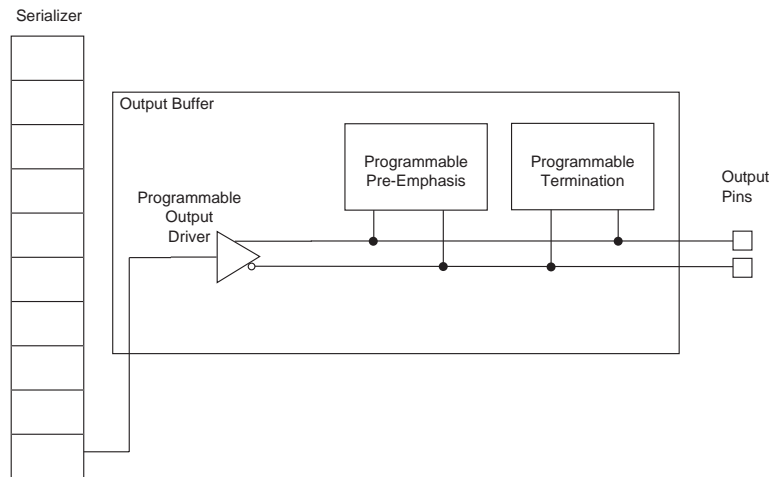 Serializer
Output Buffer
Programmable
Pre-Emphasis
Programmable
Termination
Output
Pins
Programmable
Output
Driver